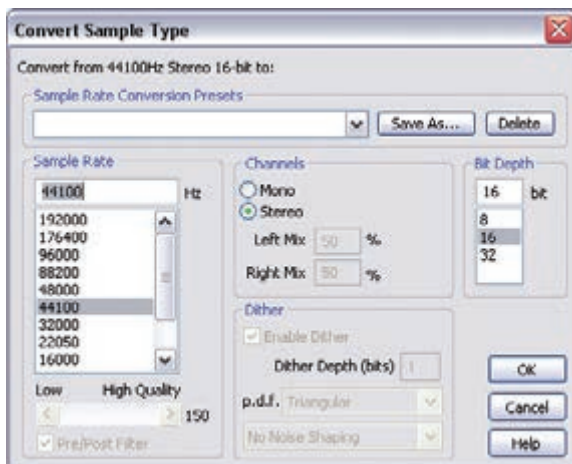 Convert Sample Type
Convert from 44100Hz Stereo 16-bit to:
Sample Rate Conversion Presets
Save As...
Delete
Sample Rate
44100 Hz
192000
176400
96000
88200
48000
44100
32000
22050
16000
Low High Quality
150
Pre/Post Filter
Channels
Mono
Stereo
Left Mix 50 %
Right Mix 50 %
Dither
Enable Dither
Dither Depth (bits) 1
p.d.f. Triangular
No Noise Shaping
Bit Depth
16 bit
8
16
32
OK
Cancel
Help